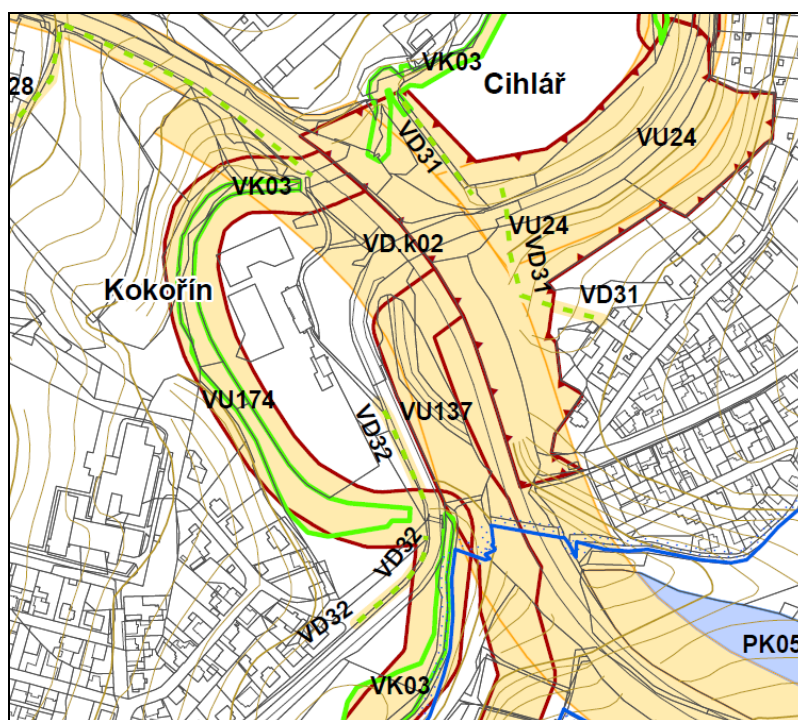 VK03
Cihlář
28
VD31
VU24
VK03
VU24
VD.k02
VD31
Kokořín
VD31
VU174
VU137
VD32
VD32
VD32
PK05
VK03